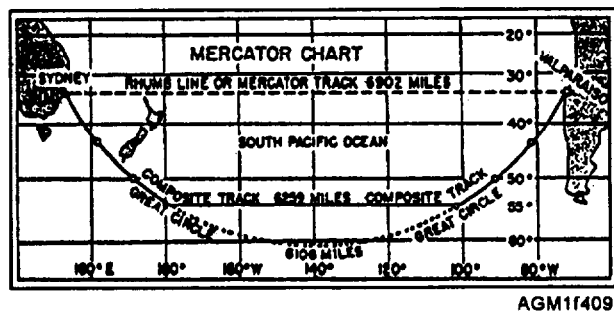 MERCATOR CHART
20°
SYDNEY
VALPARAISO
RHUMB LINE OR MERCATOR TRACK 6902 MILES
30°
40°
SOUTH PACIFIC OCEAN
COMPOSITE TRACK 6259 MILES COMPOSITE TRACK
50°
GREAT CIRCLE
GREAT CIRCLE
55°
6106 MILES
60°
160° E
180°
160° W
140°
120°
100°
80° W
AGM1f409